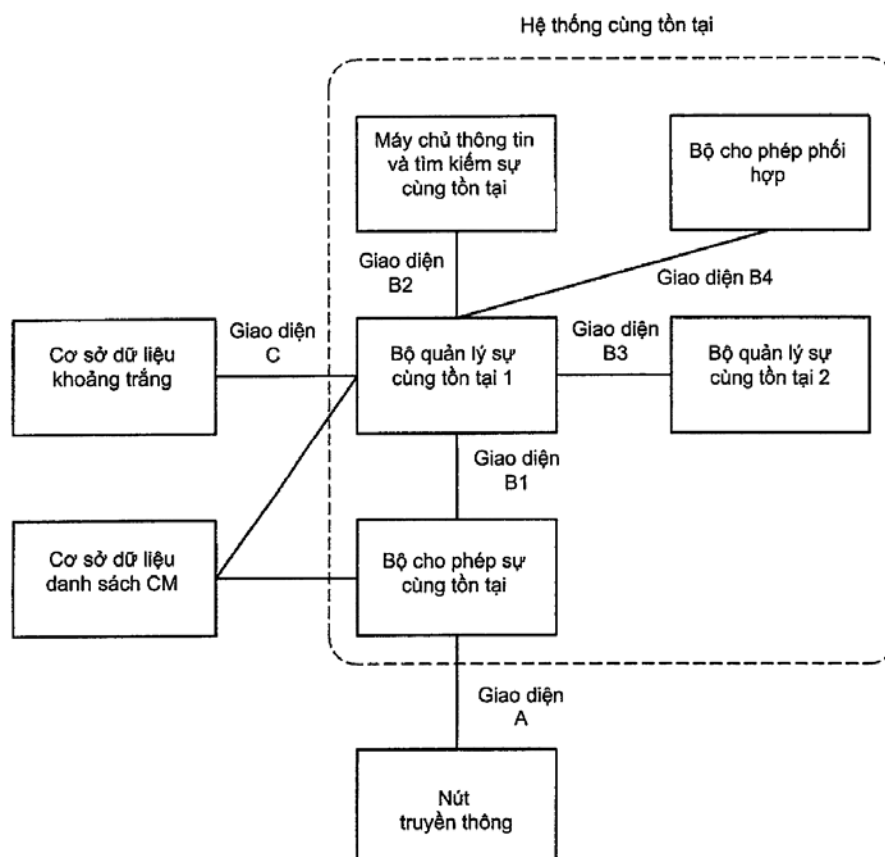 Hệ thống cùng tồn tại
Máy chủ thông tin
và tìm kiếm sự
cùng tồn tại
Bộ cho phép phối
hợp
Giao diện
B2
Giao diện B4
Cơ sở dữ liệu
khoảng trắng
Giao diện
C
Bộ quản lý sự
cùng tồn tại 1
Giao diện
B3
Bộ quản lý sự
cùng tồn tại 2
Giao diện
B1
Cơ sở dữ liệu
danh sách CM
Bộ cho phép sự
cùng tồn tại
Giao diện
A
Nút
truyền thông